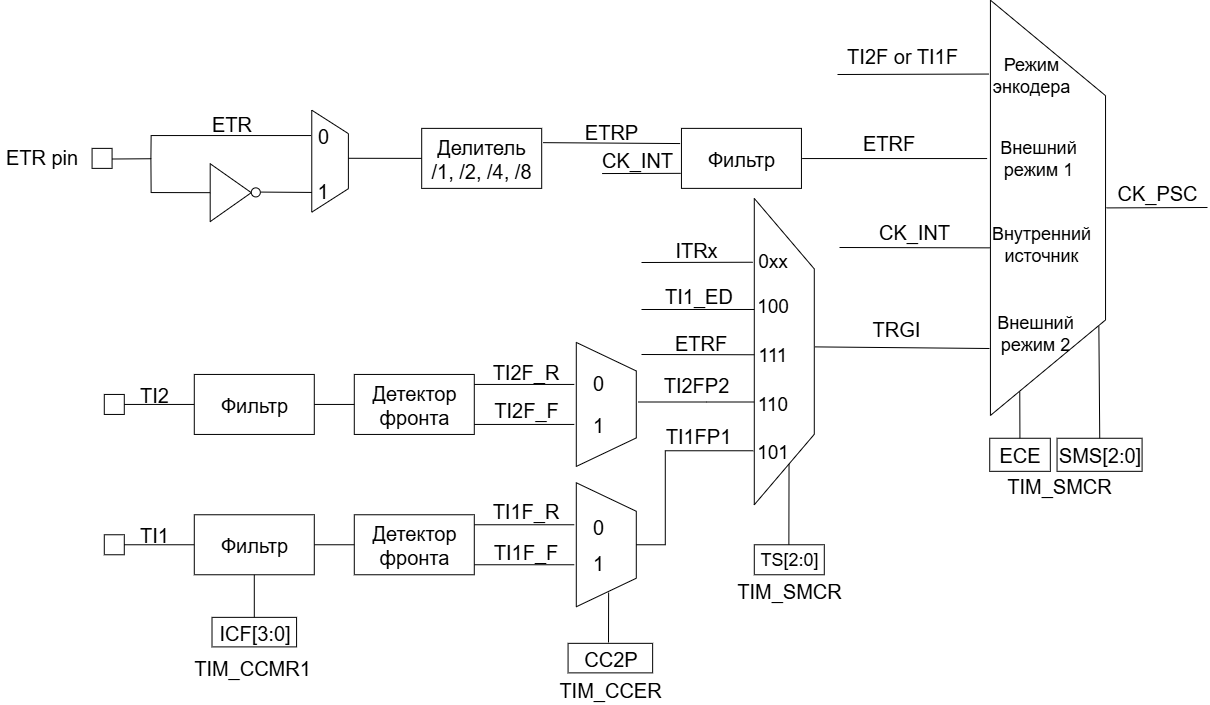 TI2F or TI1F
Режим
энкодера
ETR
0
ETR pin
1
Делитель
/1, /2, /4, /8
ETRP
CK_INT
Фильтр
ETRF
Внешний
режим 1
CK_PSC
CK_INT
Внутренний
источник
ITRx
0xx
TI1_ED
100
ETRF
111
TRGI
Внешний
режим 2
TI2
Фильтр
Детектор
фронта
TI2F_R
0
TI2F_F
1
TI2FP2
110
TI1FP1
101
ECE
SMS[2:0]
TIM_SMCR
TI1
Фильтр
Детектор
фронта
TI1F_R
0
TI1F_F
1
TS[2:0]
TIM_SMCR
ICF[3:0]
TIM_CCMR1
CC2P
TIM_CCER